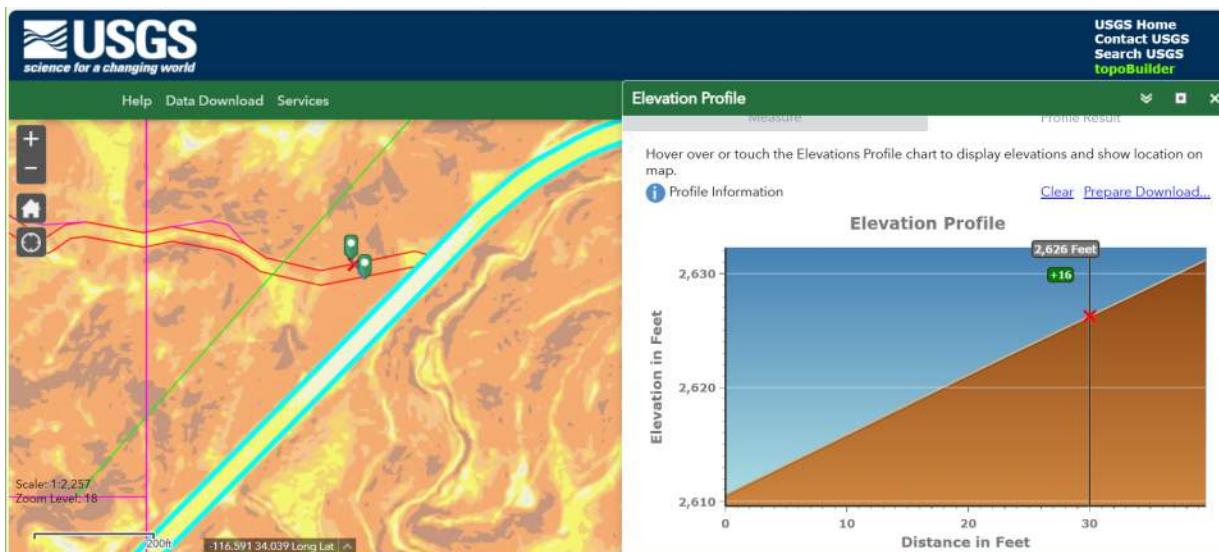 USGS
science for a changing world
USGS Home
Contact USGS
Search USGS
topoBuilder
Help Data Download Services
Elevation Profile
Measure Profile Result
Hover over or touch the Elevations Profile chart to display elevations and show location on
map.
Profile Information Clear Prepare Download...
Elevation Profile
2,626 Feet
+16
2,630
2,620
2,610
Elevation in Feet
0 10 20 30
Distance in Feet
+
−
Scale: 1:2,257
Zoom Level: 18
200ft
-116.591 34.039 Long Lat